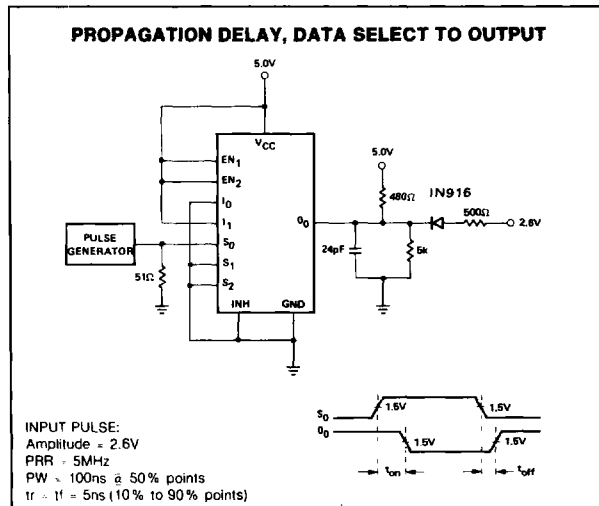 PROPAGATION DELAY, DATA SELECT TO OUTPUT
5.0V
VCC
EN1
EN2
I0
I1
S0
S1
S2
INH
GND
O0
PULSE
GENERATOR
51Ω
5.0V
480Ω
IN916
500Ω
2.6V
24pF
5k
S0
1.5V
1.5V
O0
1.5V
1.5V
ton
toff
INPUT PULSE:
Amplitude = 2.6V
PRR = 5MHz
PW = 100ns @ 50% points
tr = tf = 5ns (10% to 90% points)